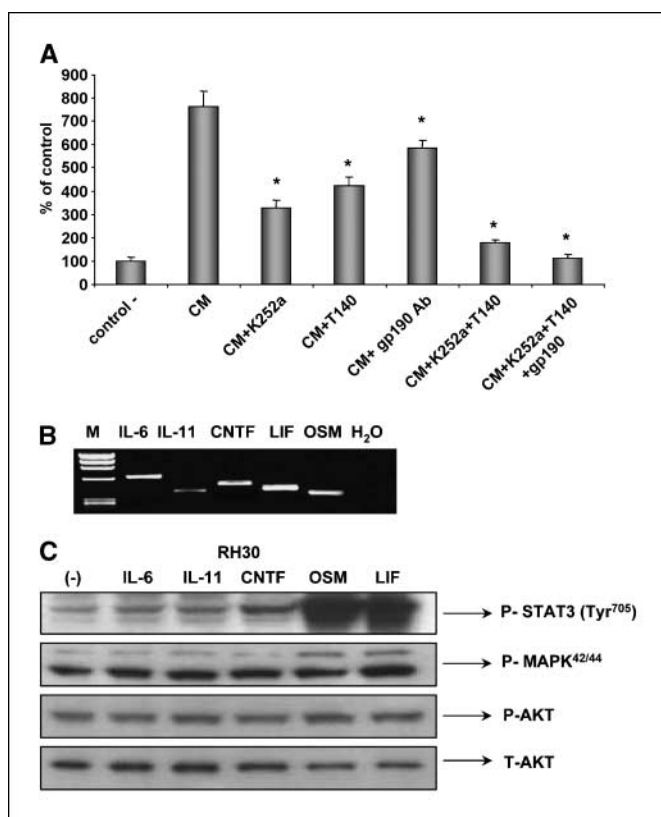 A
900
800
700
600
500
400
300
200
100
0
% of control
* * * * *
control -
CM
CM+K252a
CM+T140
CM+ gp190 Ab
CM+K252a+T140
CM+K252a+T140
+gp190
B
M IL-6 IL-11 CNTF LIF OSM H₂O
C
RH30
(-) IL-6 IL-11 CNTF OSM LIF
P- STAT3 (Tyr⁷⁰⁵)
P- MAPK⁴²/⁴⁴
P-AKT
T-AKT